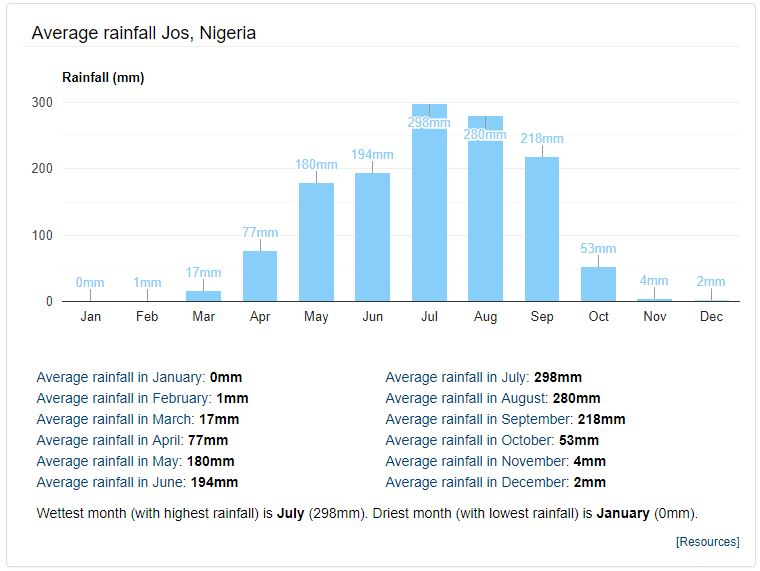 Average rainfall Jos, Nigeria
Rainfall (mm)
300
298mm
280mm
218mm
200
194mm
180mm
100
77mm
53mm
17mm
0mm
1mm
4mm
2mm
0
Jan Feb Mar Apr May Jun Jul Aug Sep Oct Nov Dec
Average rainfall in January: 0mm
Average rainfall in February: 1mm
Average rainfall in March: 17mm
Average rainfall in April: 77mm
Average rainfall in May: 180mm
Average rainfall in June: 194mm
Average rainfall in July: 298mm
Average rainfall in August: 280mm
Average rainfall in September: 218mm
Average rainfall in October: 53mm
Average rainfall in November: 4mm
Average rainfall in December: 2mm
Wettest month (with highest rainfall) is July (298mm). Driest month (with lowest rainfall) is January (0mm).
[Resources]